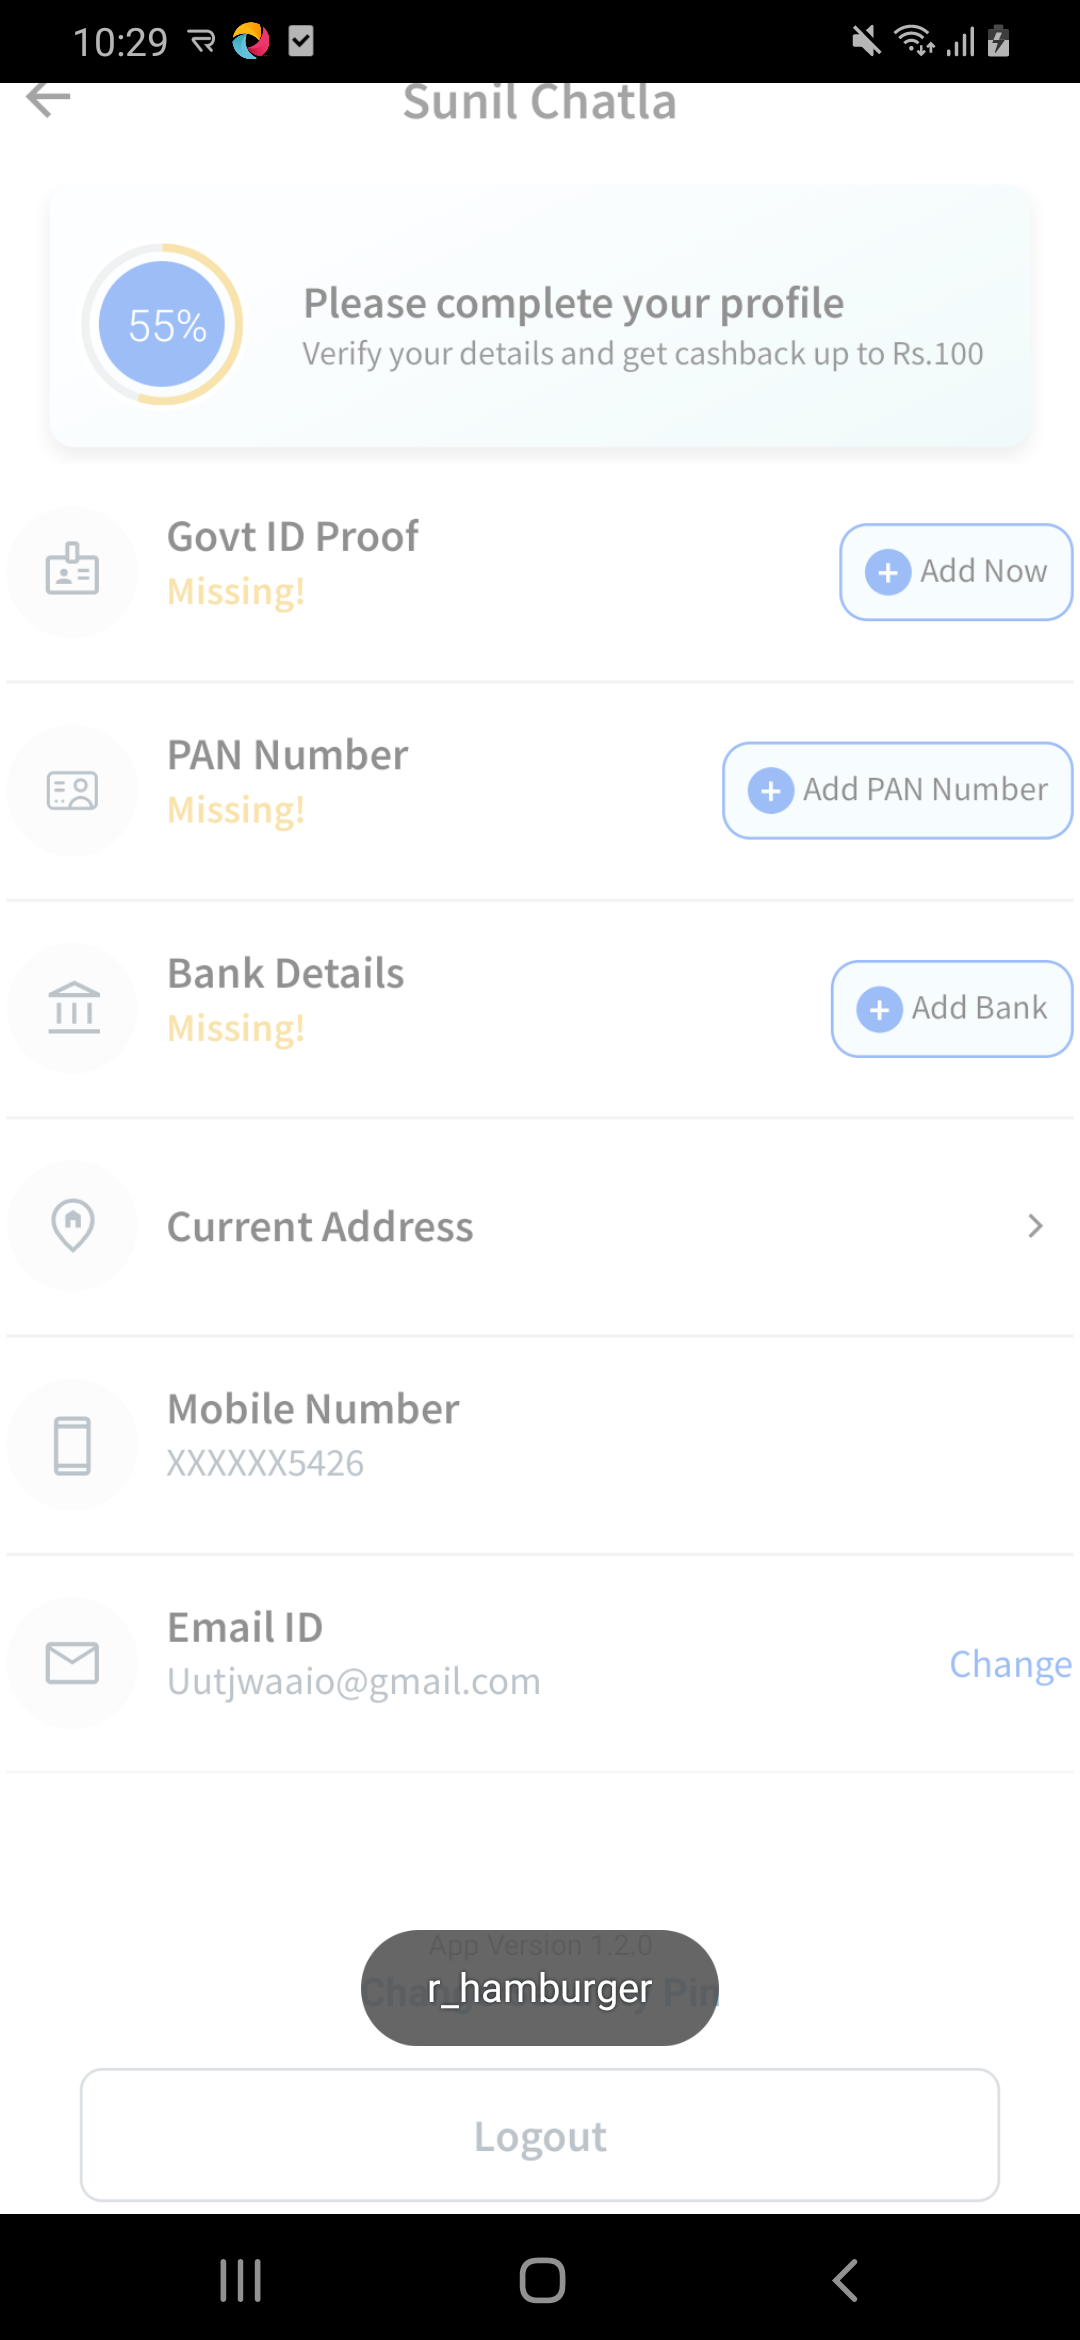 10:29
Sunil Chatla
55%
Please complete your profile
Verify your details and get cashback up to Rs.100
Govt ID Proof
Missing!
Add Now
PAN Number
Missing!
Add PAN Number
Bank Details
Missing!
Add Bank
Current Address
Mobile Number
XXXXXX5426
Email ID
Uutjwaaio@gmail.com
Change
App Version 1.2.0
r_hamburger
Pin
Logout